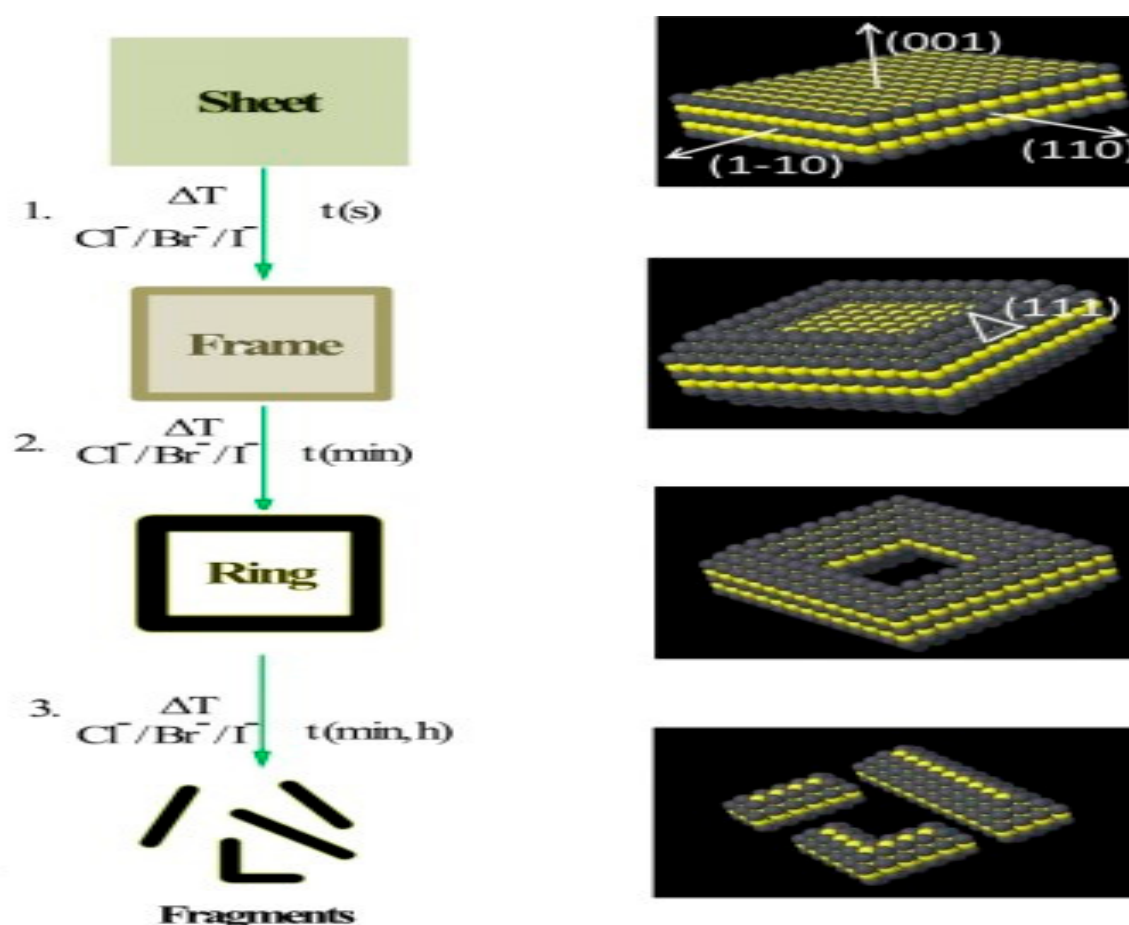 Sheet
(001)
(1-10)
(110)
1.
ΔT
t(s)
Cl⁻/Br⁻/I⁻
Frame
(111)
2.
ΔT
Cl⁻/Br⁻/I⁻
t(min)
Ring
3.
ΔT
Cl⁻/Br⁻/I⁻
t(min, h)
Fragments